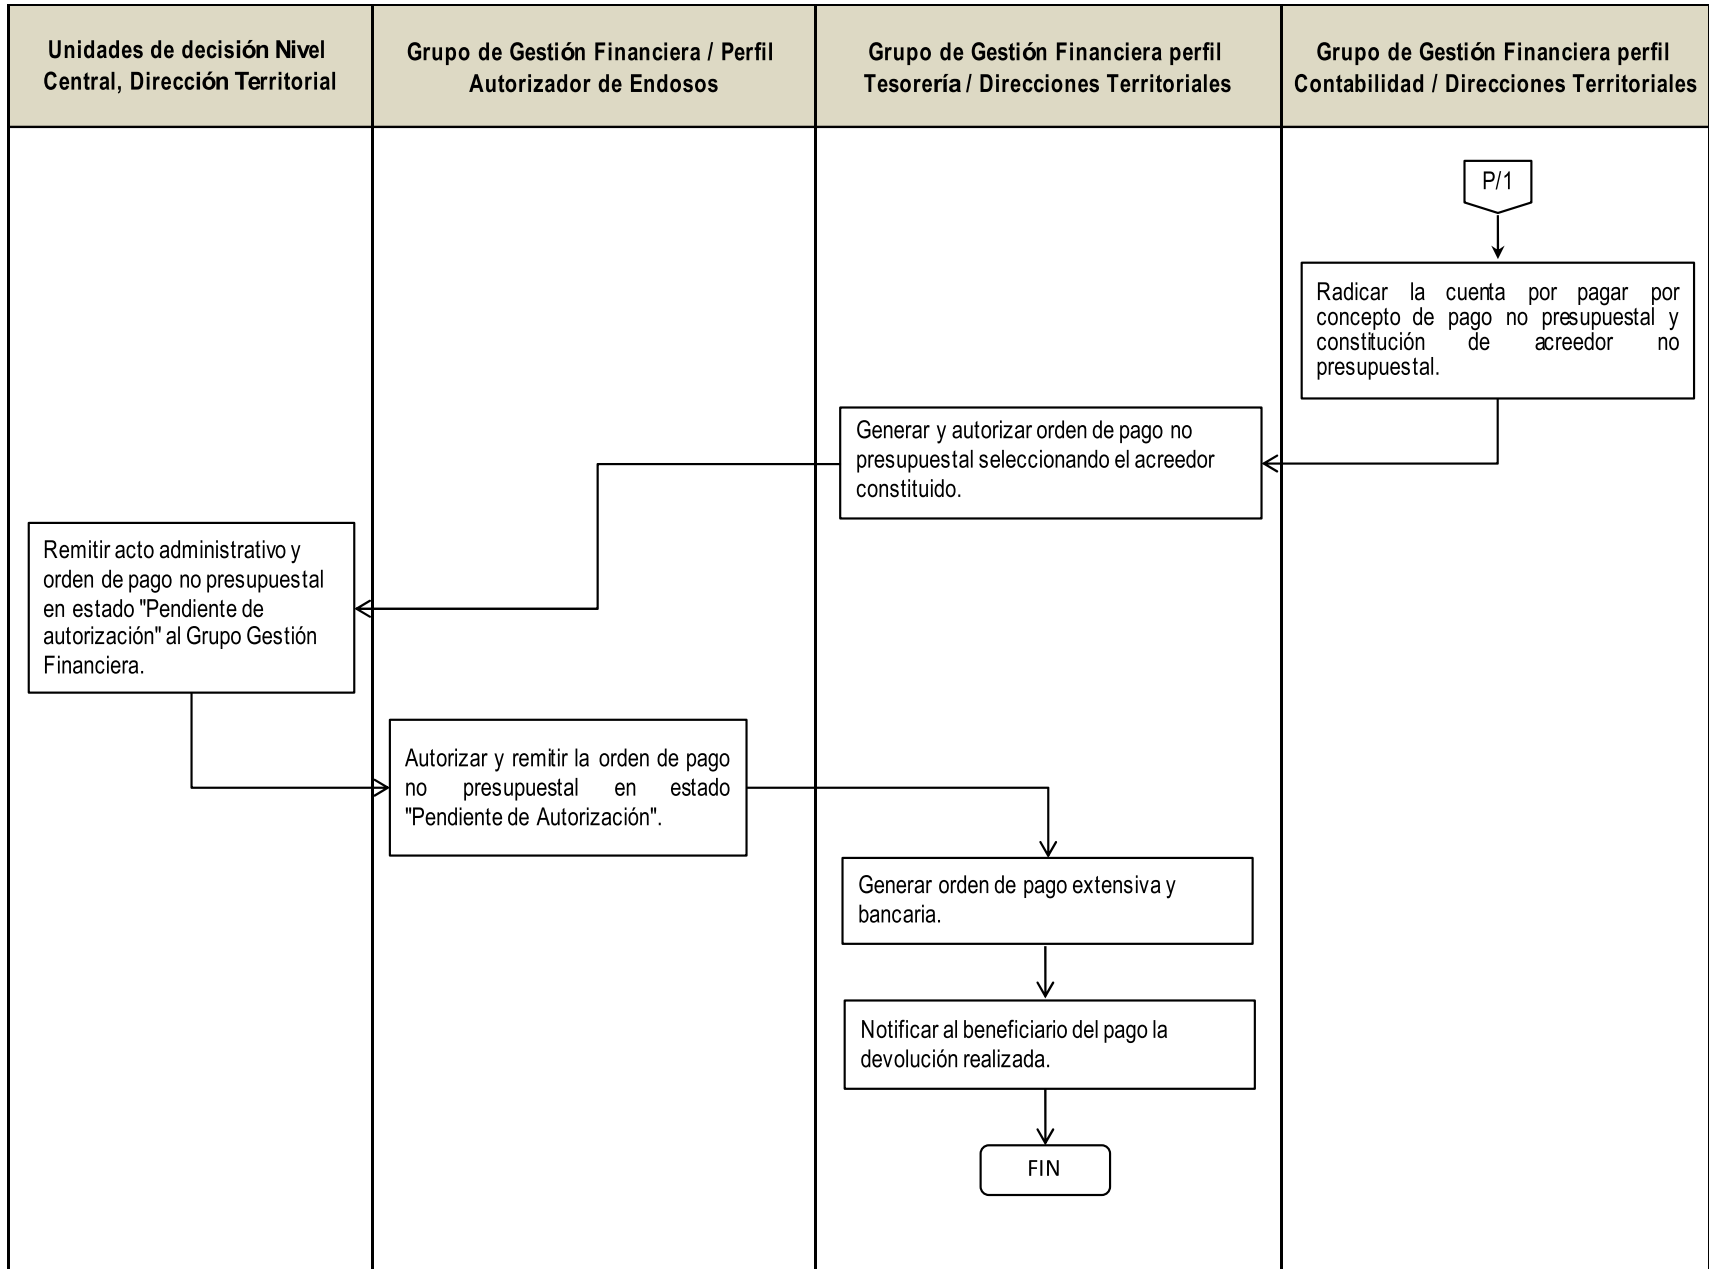 Unidades de decisión Nivel
Central, Dirección Territorial
Grupo de Gestión Financiera / Perfil
Autorizador de Endosos
Grupo de Gestión Financiera perfil
Tesorería / Direcciones Territoriales
Grupo de Gestión Financiera perfil
Contabilidad / Direcciones Territoriales
P/1
Radicar la cuenta por pagar por
concepto de pago no presupuestal y
constitución de acreedor no
presupuestal.
Generar y autorizar orden de pago no
presupuestal seleccionando el acreedor
constituido.
Remitir acto administrativo y
orden de pago no presupuestal
en estado "Pendiente de
autorización" al Grupo Gestión
Financiera.
Autorizar y remitir la orden de pago
no presupuestal en estado
"Pendiente de Autorización".
Generar orden de pago extensiva y
bancaria.
Notificar al beneficiario del pago la
devolución realizada.
FIN